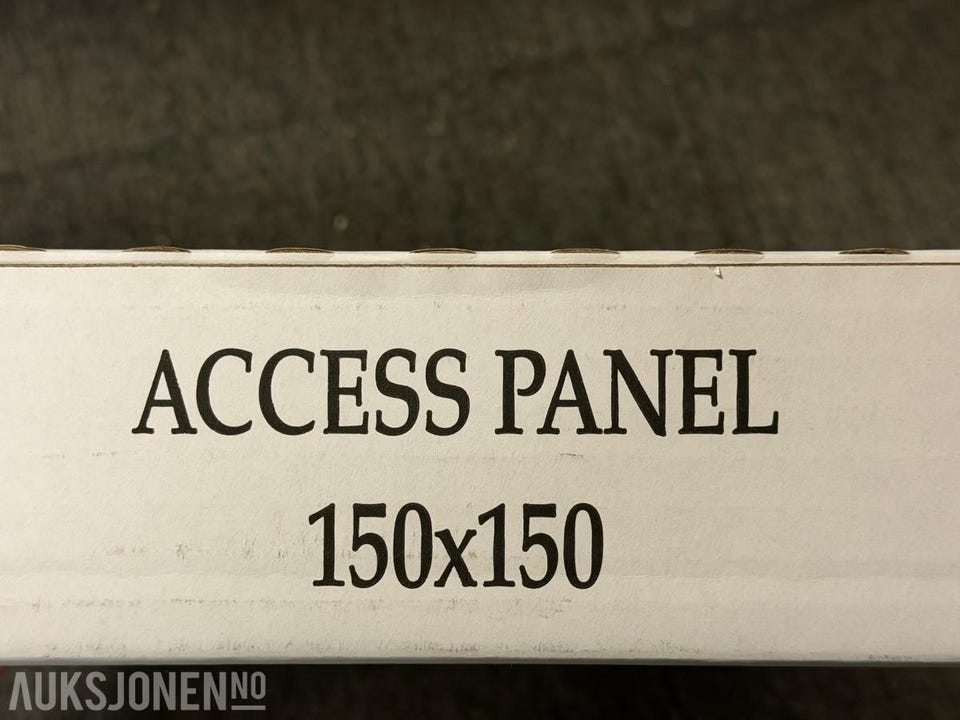 ACCESS PANEL
150x150
AUKSJONEN NO